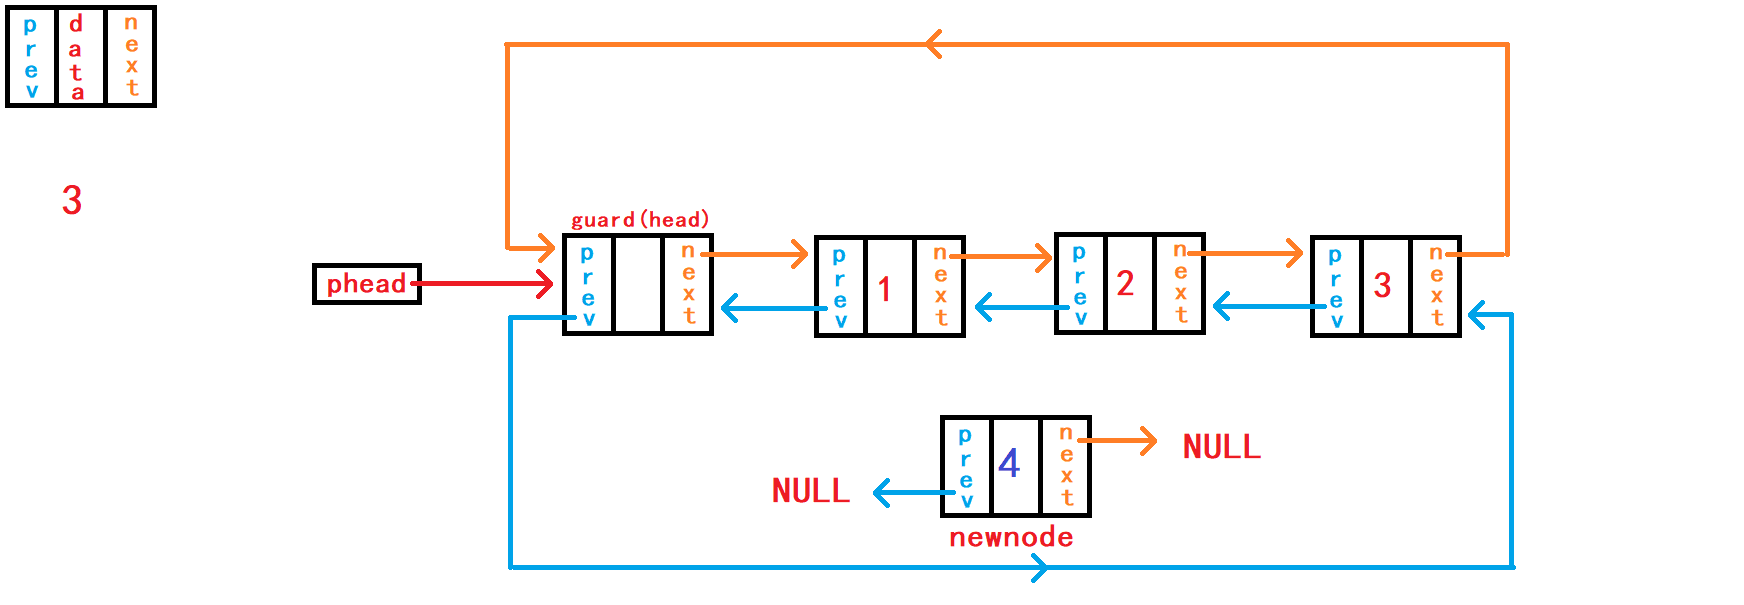 prev data next
3
guard(head)
phead
prev next
prev 1 next
prev 2 next
prev 3 next
prev 4 next
NULL
NULL
newnode